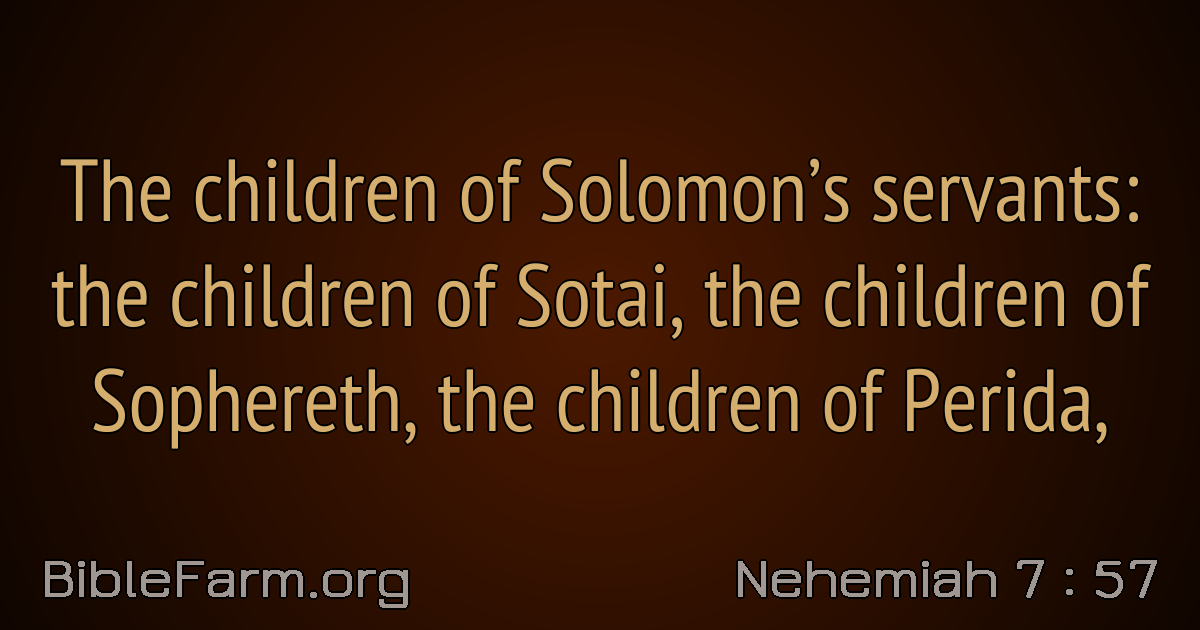 The children of Solomon’s servants:
the children of Sotai, the children of
Sophereth, the children of Perida,
BibleFarm.org
Nehemiah 7 : 57